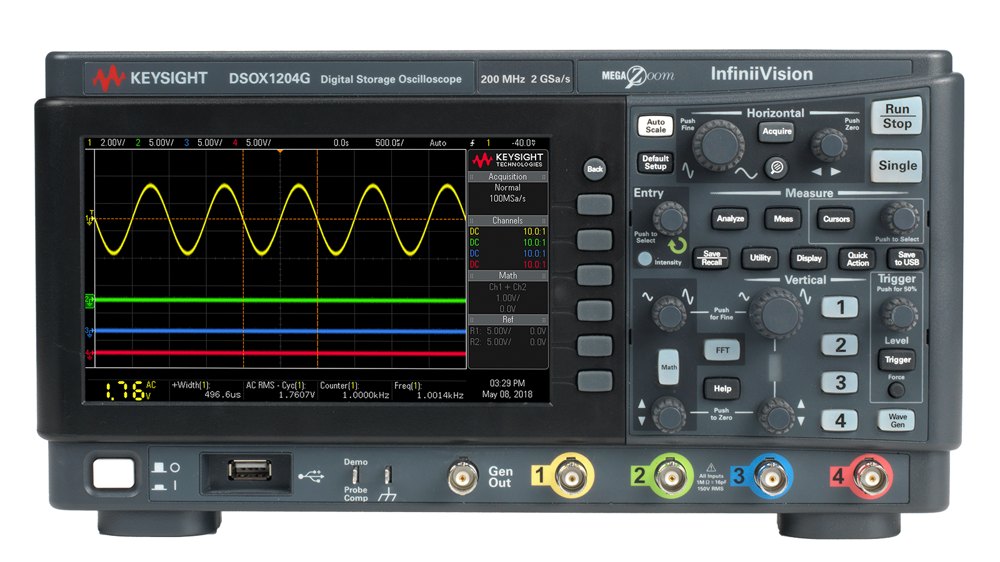 KEYSIGHT DSOX1204G Digital Storage Oscilloscope 200 MHz 2 GSa/s MEGA Zoom InfiniiVision
1 2.00V/ 2 5.00V/ 3 5.00V/ 4 5.00V/ 0.0s 500.0us/ Auto 1 -40.0V
KEYSIGHT
TECHNOLOGIES
Acquisition
Normal
100MSa/s
Channels
DC 10.0:1
DC 10.0:1
DC 10.0:1
DC 10.0:1
Math
Ch1 + Ch2
1.00V/
0.0V
Ref
R1: 5.00V/ 0.0V
R2: 5.00V/ 0.0V
T
1
2
3
4
1.76 AC V
+Width(1):
496.6us
AC RMS - Cyc(1):
1.7607V
Counter(1):
1.0000kHz
Freq(1):
1.0014kHz
03:29 PM
May 08, 2018
Back
Auto
Scale
Default
Setup
Horizontal
Push
Fine
Acquire
Push
Zero
Run
Stop
Single
Entry
Push to
Select
Intensity
Measure
Analyze
Meas
Cursors
Push to Select
Save
Recall
Utility
Display
Quick
Action
Save
to USB
Vertical
Push
for Fine
FFT
Math
Help
Push
to Zero
1
2
3
4
Trigger
Push for 50%
Level
Trigger
Force
Wave
Gen
Demo
Probe
Comp
Gen
Out
1
2
All Inputs
1MΩ ≅ 16pF
150V RMS
3
4